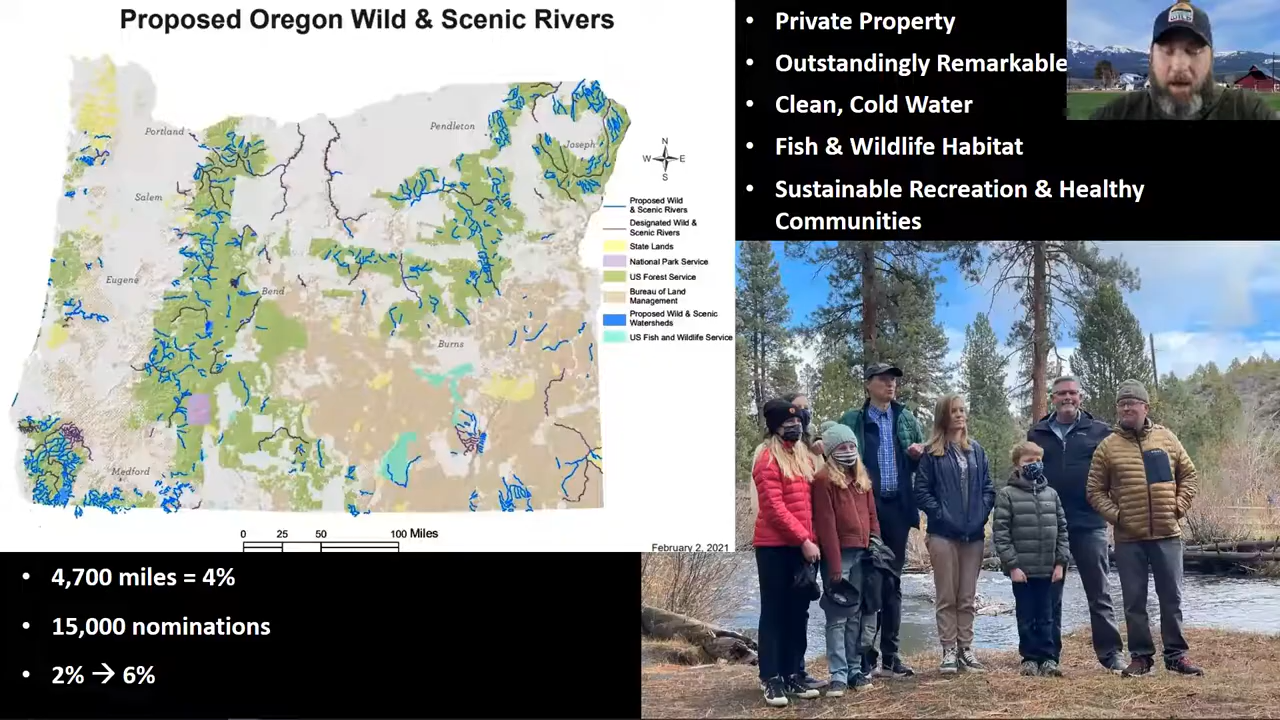 Proposed Oregon Wild & Scenic Rivers
Portland
Pendleton
Joseph
Salem
Eugene
Bend
Burns
Medford
N
W E
S
Proposed Wild
& Scenic Rivers
Designated Wild &
Scenic Rivers
State Lands
National Park Service
US Forest Service
Bureau of Land
Management
Proposed Wild & Scenic
Watersheds
US Fish and Wildlife Service
0 25 50 100 Miles
February 2, 2021
• Private Property
• Outstandingly Remarkable
• Clean, Cold Water
• Fish & Wildlife Habitat
• Sustainable Recreation & Healthy
Communities
• 4,700 miles = 4%
• 15,000 nominations
• 2% → 6%